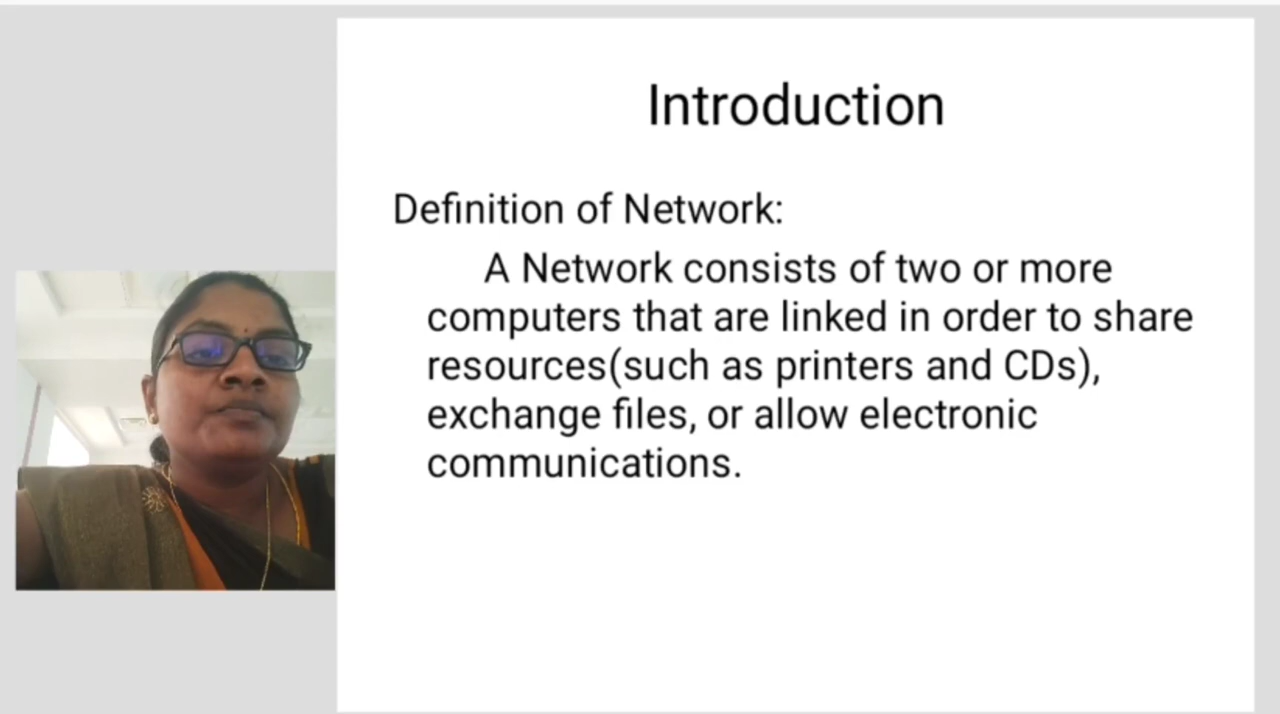 Introduction
Definition of Network:
A Network consists of two or more
computers that are linked in order to share
resources(such as printers and CDs),
exchange files, or allow electronic
communications.